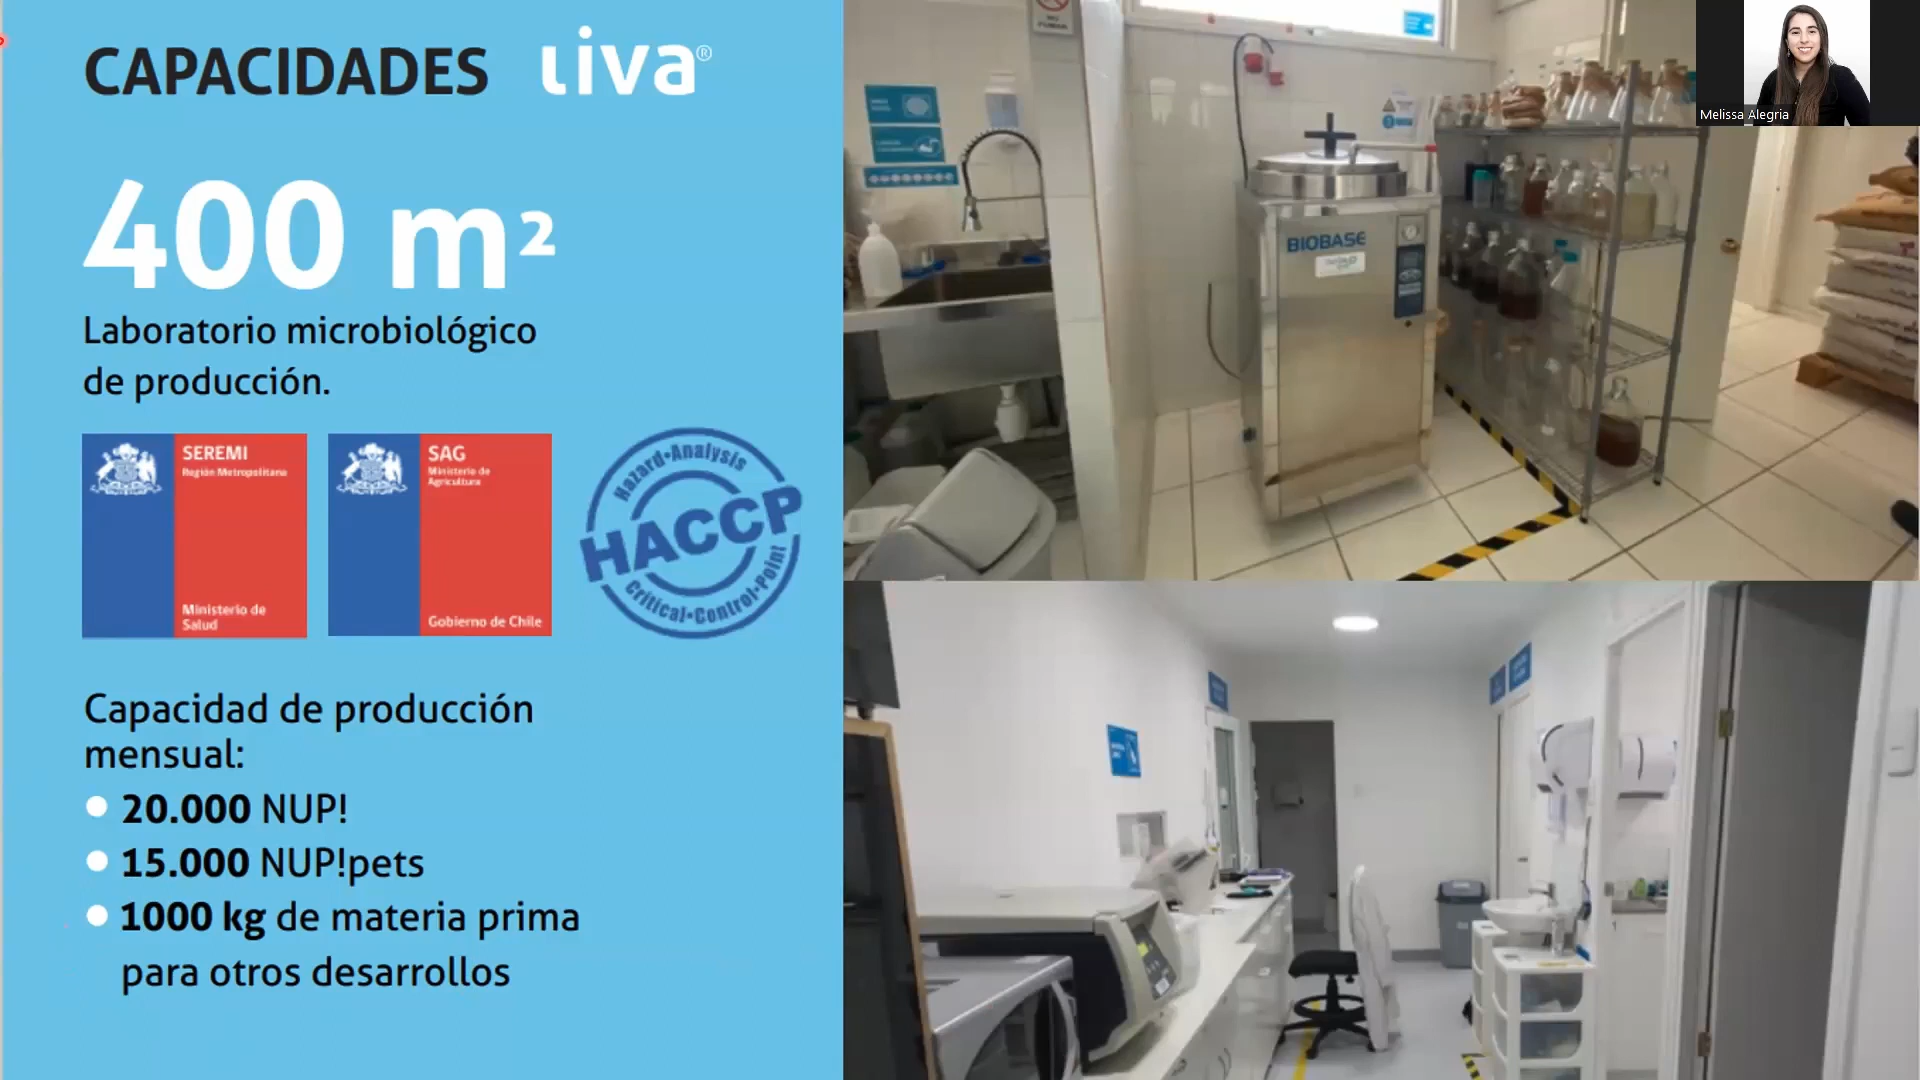 CAPACIDADES liva®
400 m²
Laboratorio microbiológico
de producción.
SEREMI
Región Metropolitana
Ministerio de
Salud
SAG
Ministerio de
Agricultura
Gobierno de Chile
Hazard•Analysis
HACCP
Critical•Control•Point
Capacidad de producción
mensual:
20.000 NUP!
15.000 NUP!pets
1000 kg de materia prima
para otros desarrollos
NO
FUMAR
BIOBASE
Melissa Alegria